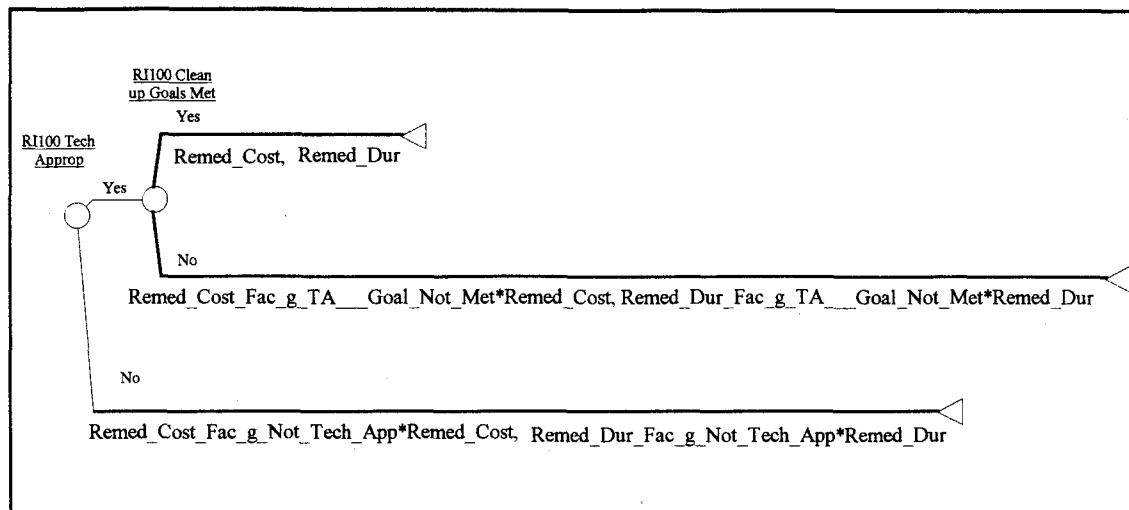 RI100 Clean
up Goals Met
Yes
RI100 Tech
Approp
Remed_Cost, Remed_Dur
Yes
No
Remed_Cost_Fac_g_TA___Goal_Not_Met*Remed_Cost, Remed_Dur_Fac_g_TA___Goal_Not_Met*Remed_Dur
No
Remed_Cost_Fac_g_Not_Tech_App*Remed_Cost, Remed_Dur_Fac_g_Not_Tech_App*Remed_Dur